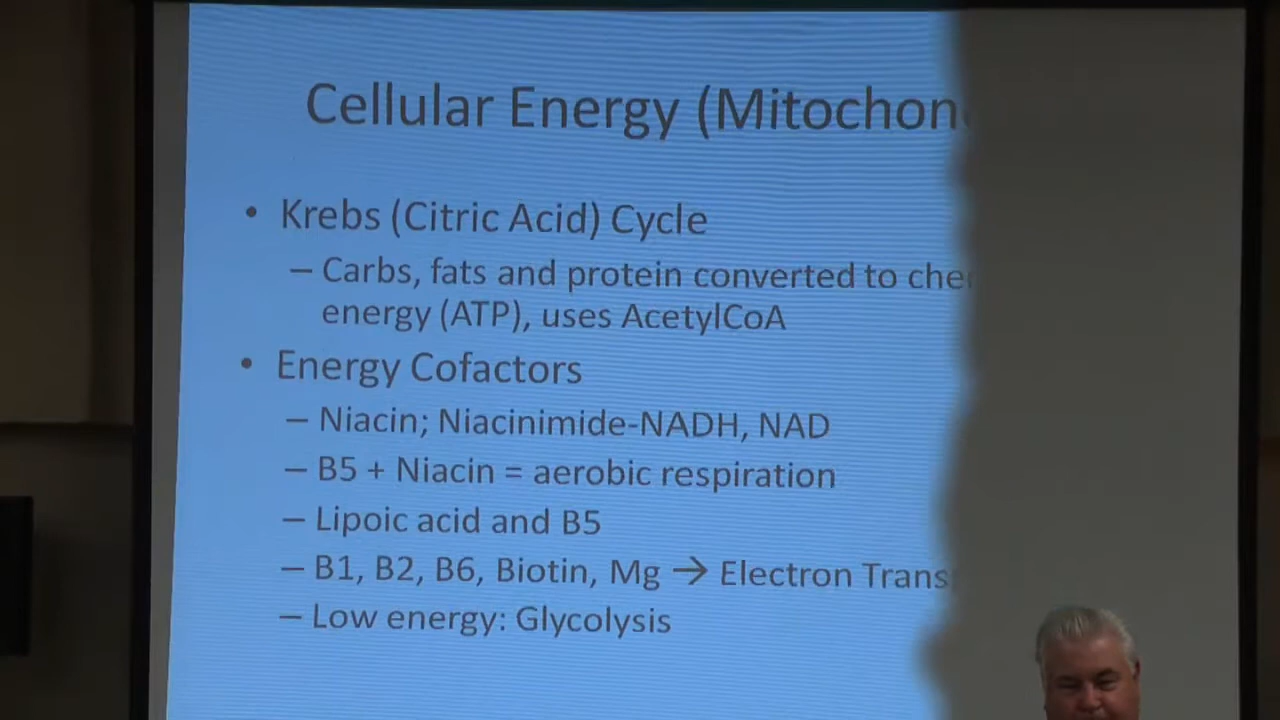 Cellular Energy (Mitochon
• Krebs (Citric Acid) Cycle
– Carbs, fats and protein converted to che
energy (ATP), uses AcetylCoA
• Energy Cofactors
– Niacin; Niacinimide-NADH, NAD
– B5 + Niacin = aerobic respiration
– Lipoic acid and B5
– B1, B2, B6, Biotin, Mg → Electron Trans
– Low energy: Glycolysis